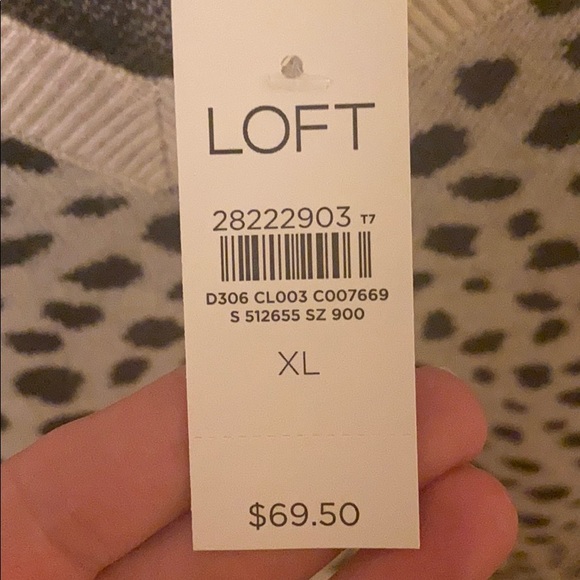 LOFT
28222903 T7
D306 CL003 C007669
S 512655 SZ 900
XL
$69.50